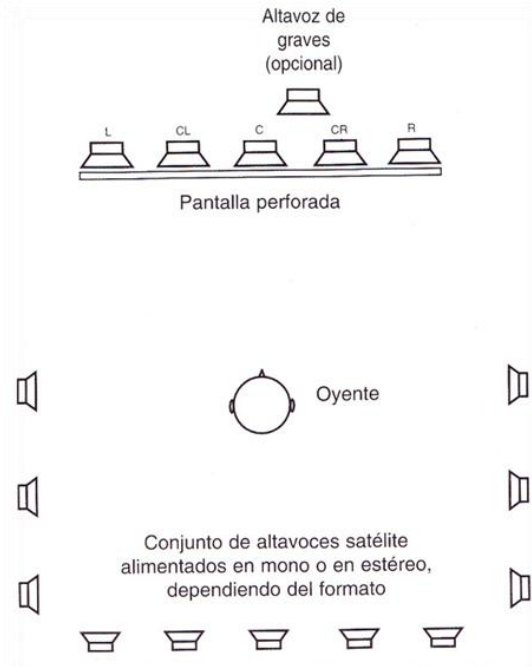 Altavoz de
graves
(opcional)
L CL C CR R
Pantalla perforada
Oyente
Conjunto de altavoces satélite
alimentados en mono o en estéreo,
dependiendo del formato